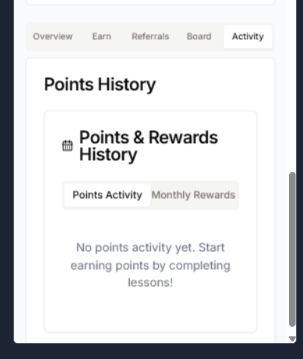 Overview Earn Referrals Board Activity
Points History
Points & Rewards
History
Points Activity Monthly Rewards
No points activity yet. Start
earning points by completing
lessons!